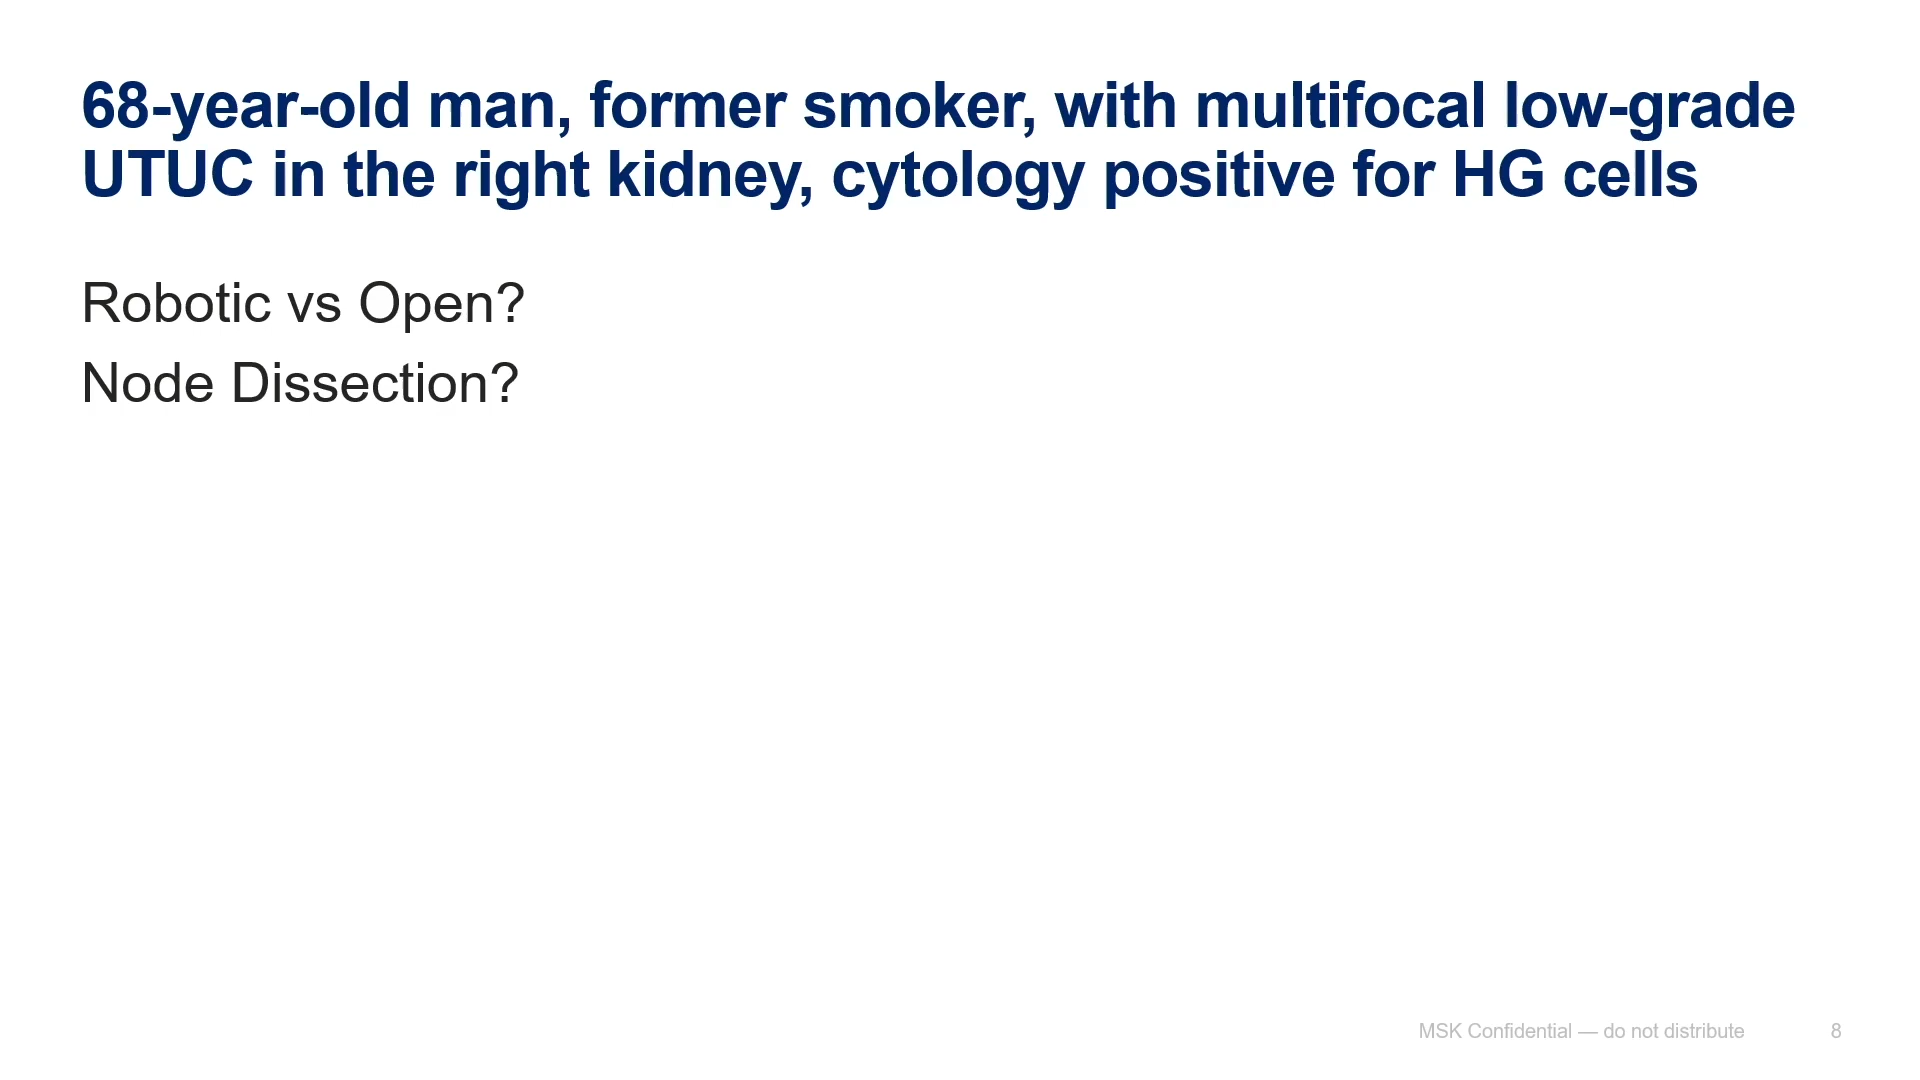 68-year-old man, former smoker, with multifocal low-grade
UTUC in the right kidney, cytology positive for HG cells
Robotic vs Open?
Node Dissection?
MSK Confidential — do not distribute 8